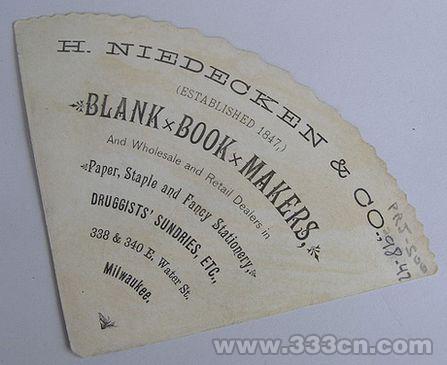 H. NIEDECKEN & CO.,
(ESTABLISHED 1847,)
BLANK × BOOK × MAKERS,
And Wholesale and Retail Dealers in
Paper, Staple and Fancy Stationery,
DRUGGISTS' SUNDRIES, ETC.,
338 & 340 E. Water St.
Milwaukee.
98-47
www.333cn.com